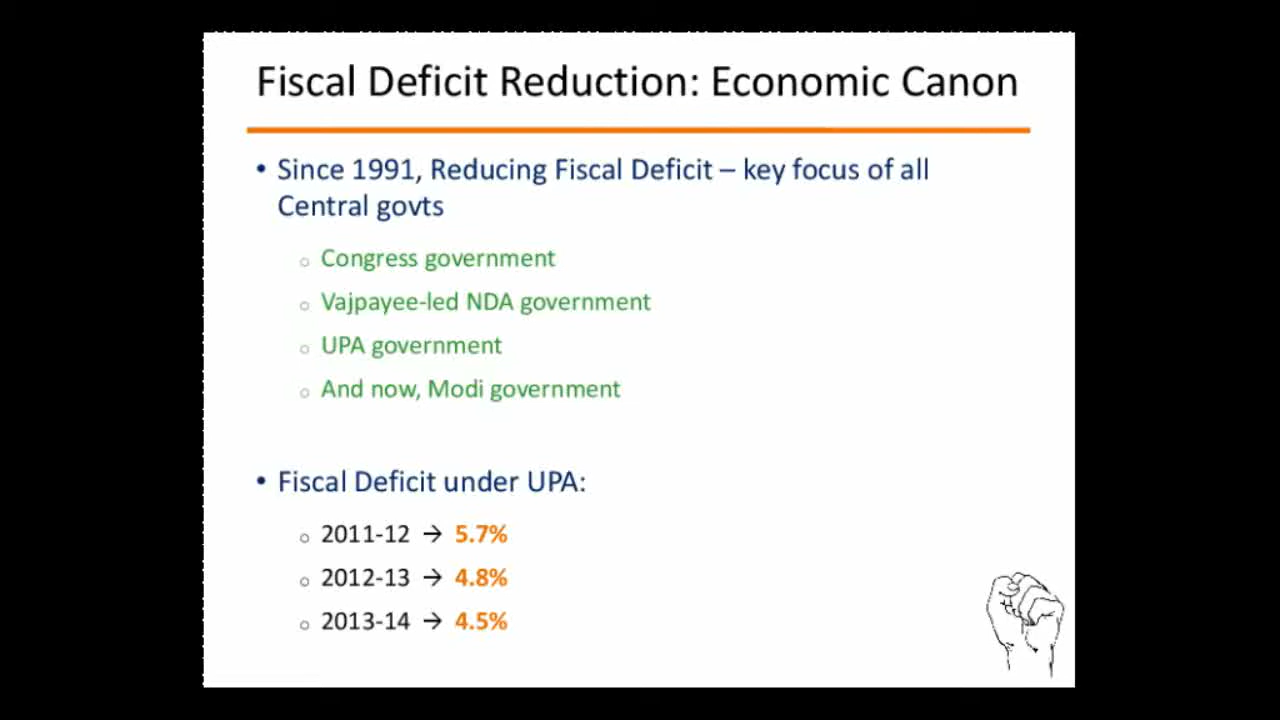 Fiscal Deficit Reduction: Economic Canon
• Since 1991, Reducing Fiscal Deficit – key focus of all
Central govts
○ Congress government
○ Vajpayee-led NDA government
○ UPA government
○ And now, Modi government
• Fiscal Deficit under UPA:
○ 2011-12 → 5.7%
○ 2012-13 → 4.8%
○ 2013-14 → 4.5%